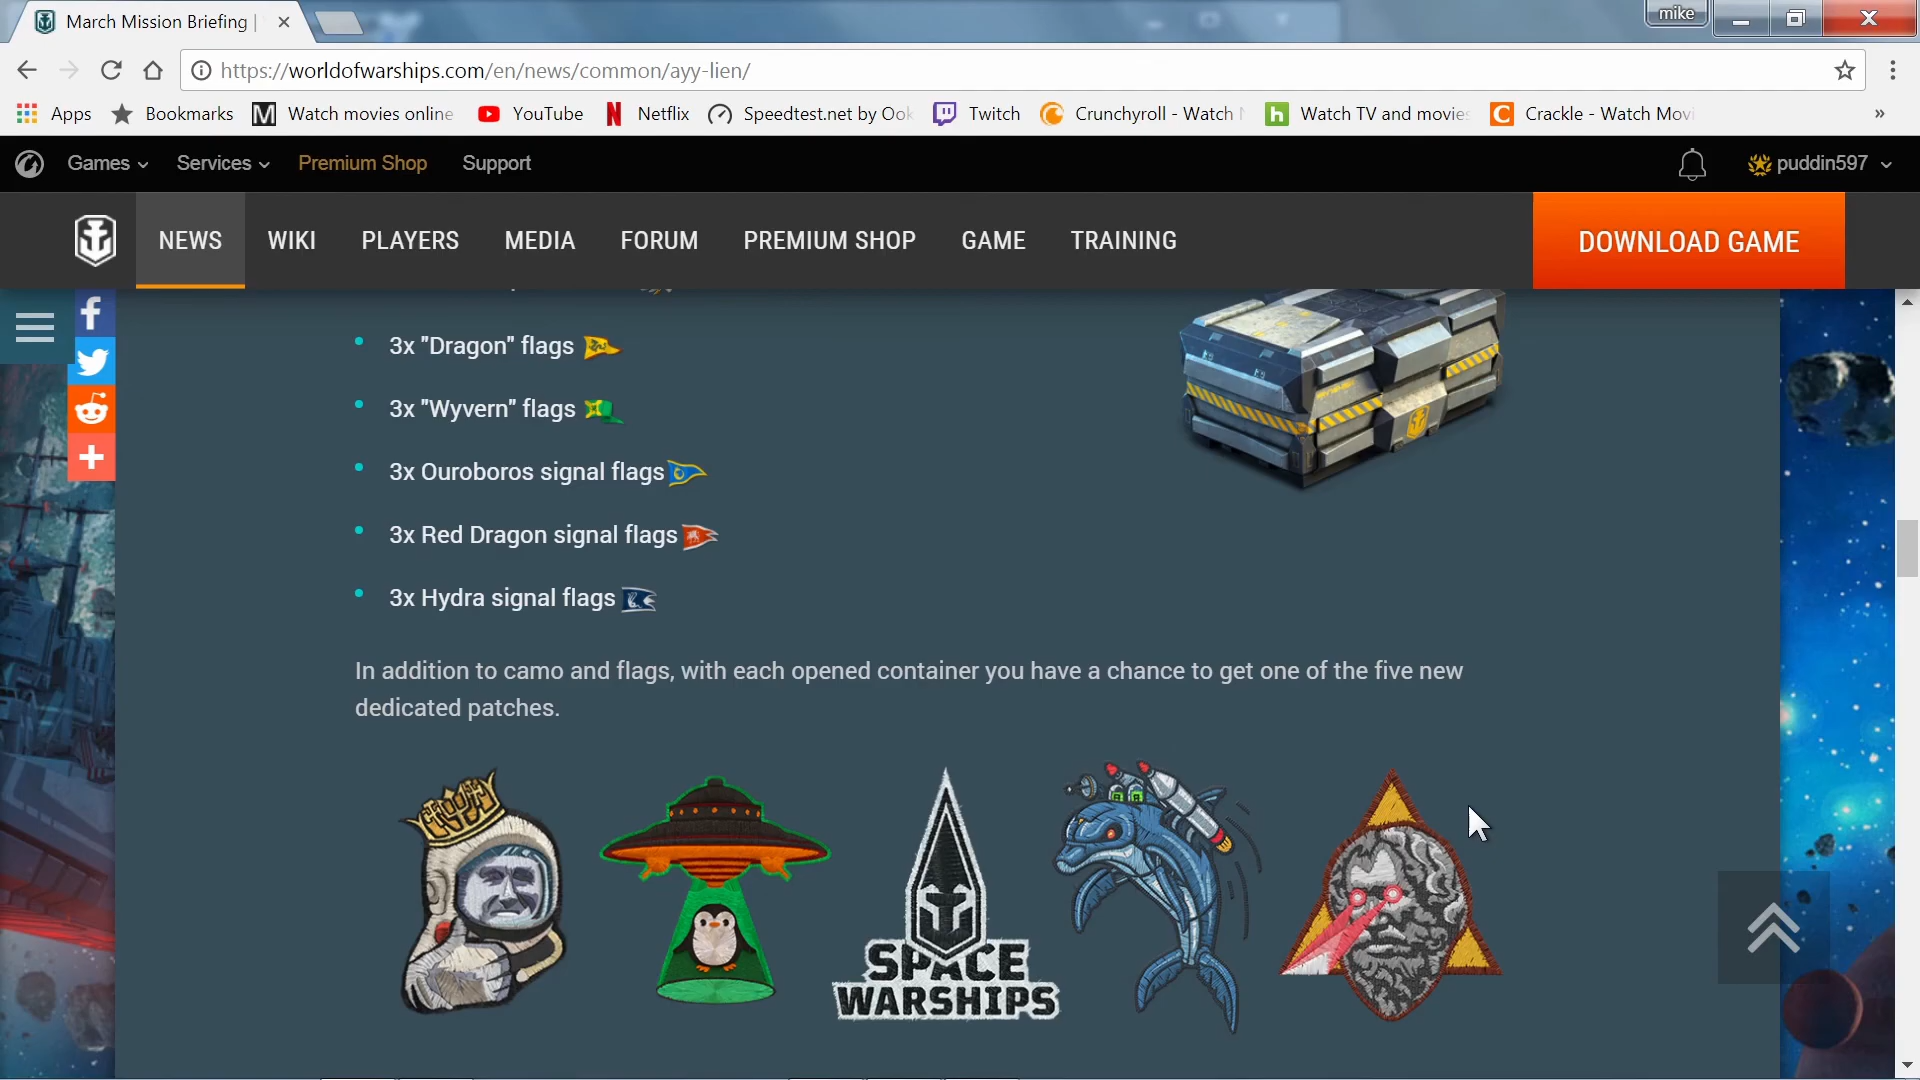 March Mission Briefing |
mike
https://worldofwarships.com/en/news/common/ayy-lien/
Apps Bookmarks Watch movies online YouTube Netflix Speedtest.net by Ook Twitch Crunchyroll - Watch Watch TV and movies Crackle - Watch Movi »
Games Services Premium Shop Support puddin597
NEWS WIKI PLAYERS MEDIA FORUM PREMIUM SHOP GAME TRAINING DOWNLOAD GAME
3x "Dragon" flags
3x "Wyvern" flags
3x Ouroboros signal flags
3x Red Dragon signal flags
3x Hydra signal flags
In addition to camo and flags, with each opened container you have a chance to get one of the five new
dedicated patches.
SPACE
WARSHIPS